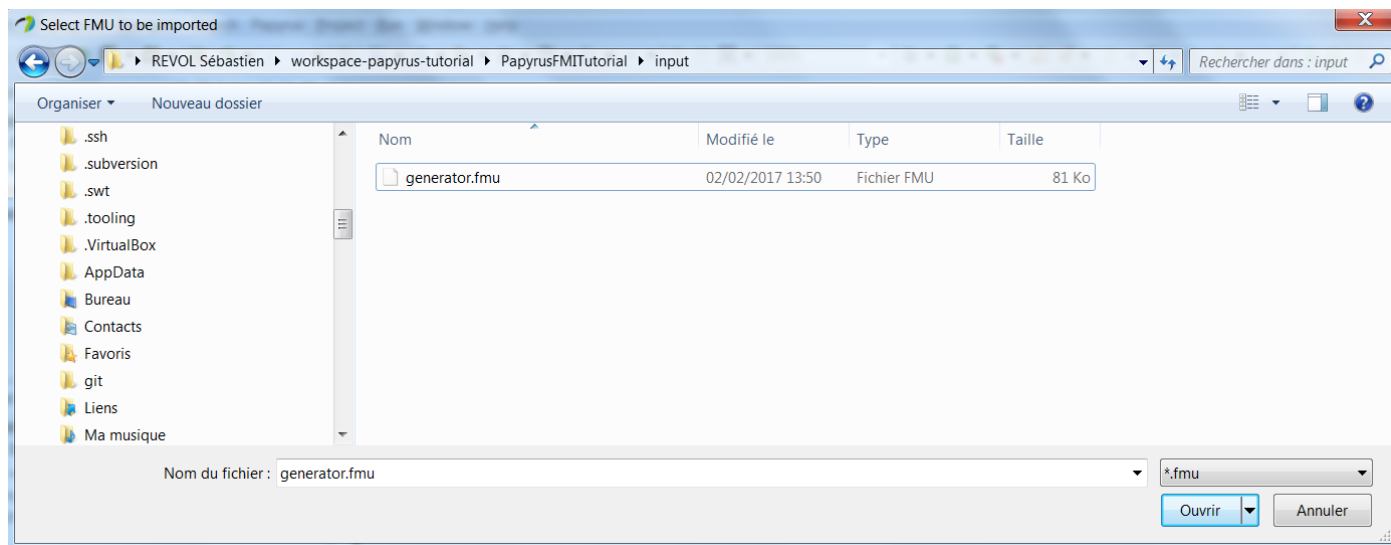 Select FMU to be imported
REVOL Sébastien workspace-papyrus-tutorial PapyrusFMITutorial input Rechercher dans : input
Organiser Nouveau dossier
.ssh
.subversion
.swt
.tooling
.VirtualBox
AppData
Bureau
Contacts
Favoris
git
Liens
Ma musique
Nom Modifié le Type Taille
generator.fmu 02/02/2017 13:50 Fichier FMU 81 Ko
Nom du fichier : generator.fmu *.fmu
Ouvrir Annuler